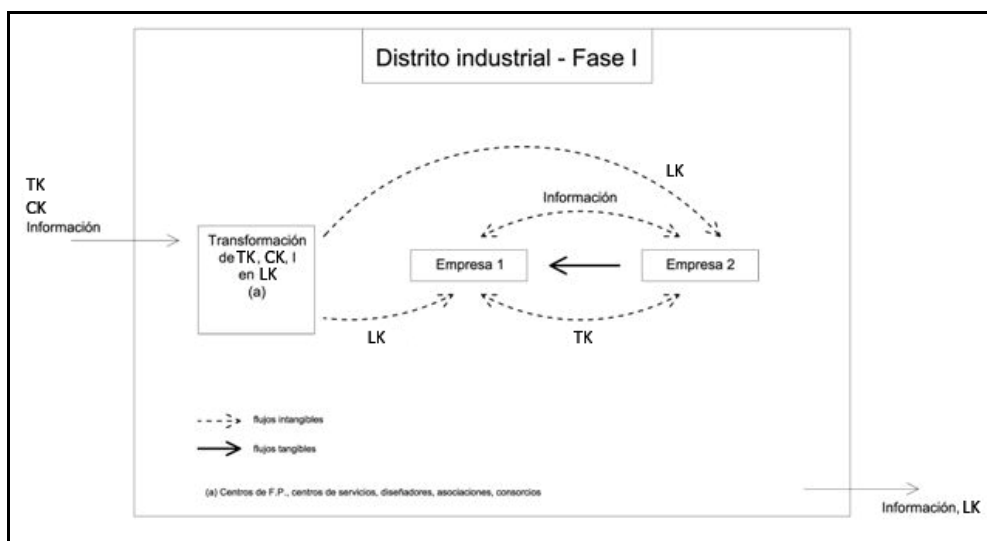 Distrito industrial - Fase I
LK
TK
CK
Información
Información
Transformación
de TK, CK, I
en LK
(a)
Empresa 1
Empresa 2
LK
TK
flujos intangibles
flujos tangibles
(a) Centros de F.P., centros de servicios, diseñadores, asociaciones, consorcios
Información, LK